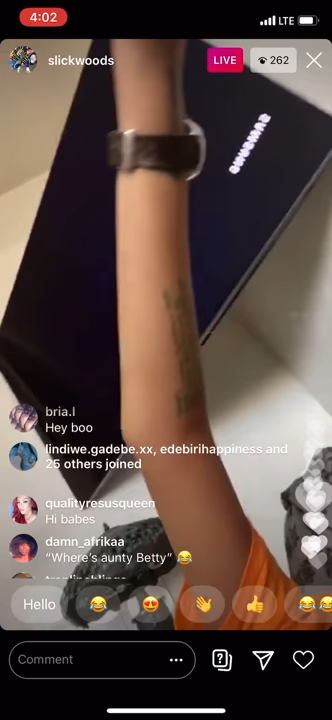 4:02
LTE
slickwoods
LIVE
262
SAMSUNG
bria.l
Hey boo
lindiwe.gadebe.xx, edebirihappiness and
25 others joined
qualityresusqueen
Hi babes
damn_afrikaa
“Where’s aunty Betty” 😂
Hello 😂 😍 👋 👍 😂😂
Comment